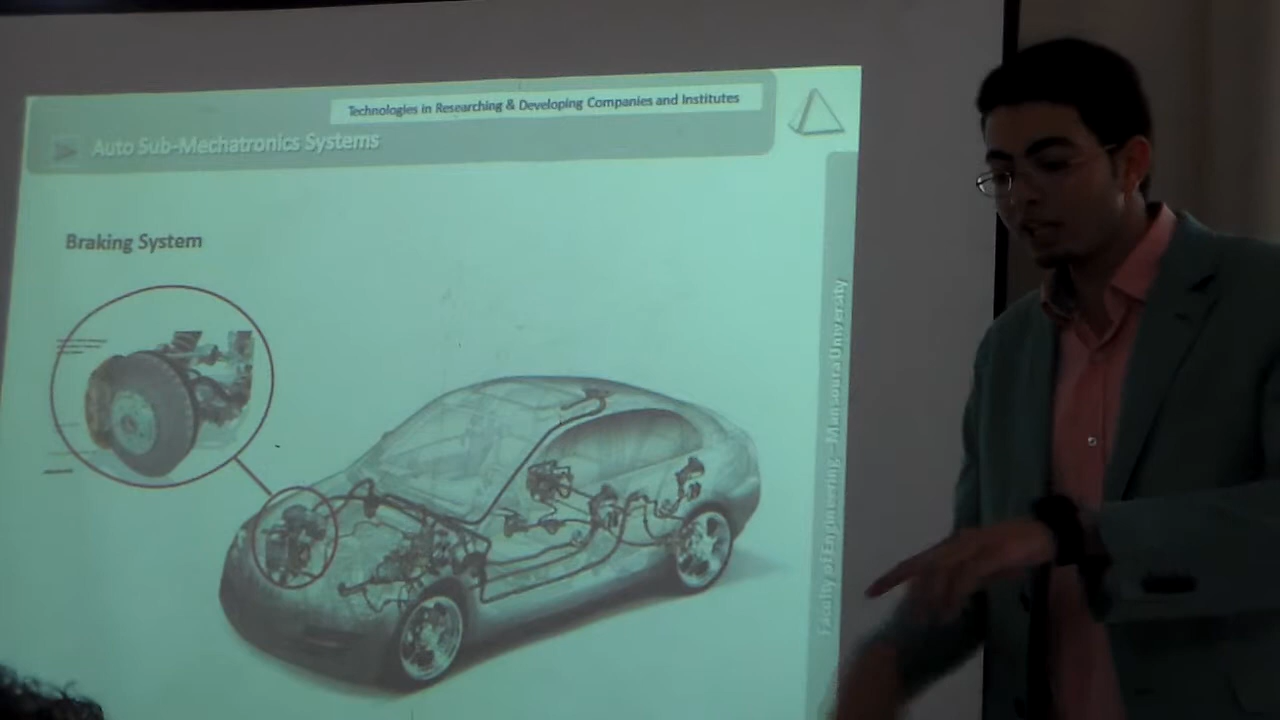 Technologies in Researching & Developing Companies and Institutes
Auto Sub-Mechatronics Systems
Braking System
Faculty of Engineering – Mansoura University